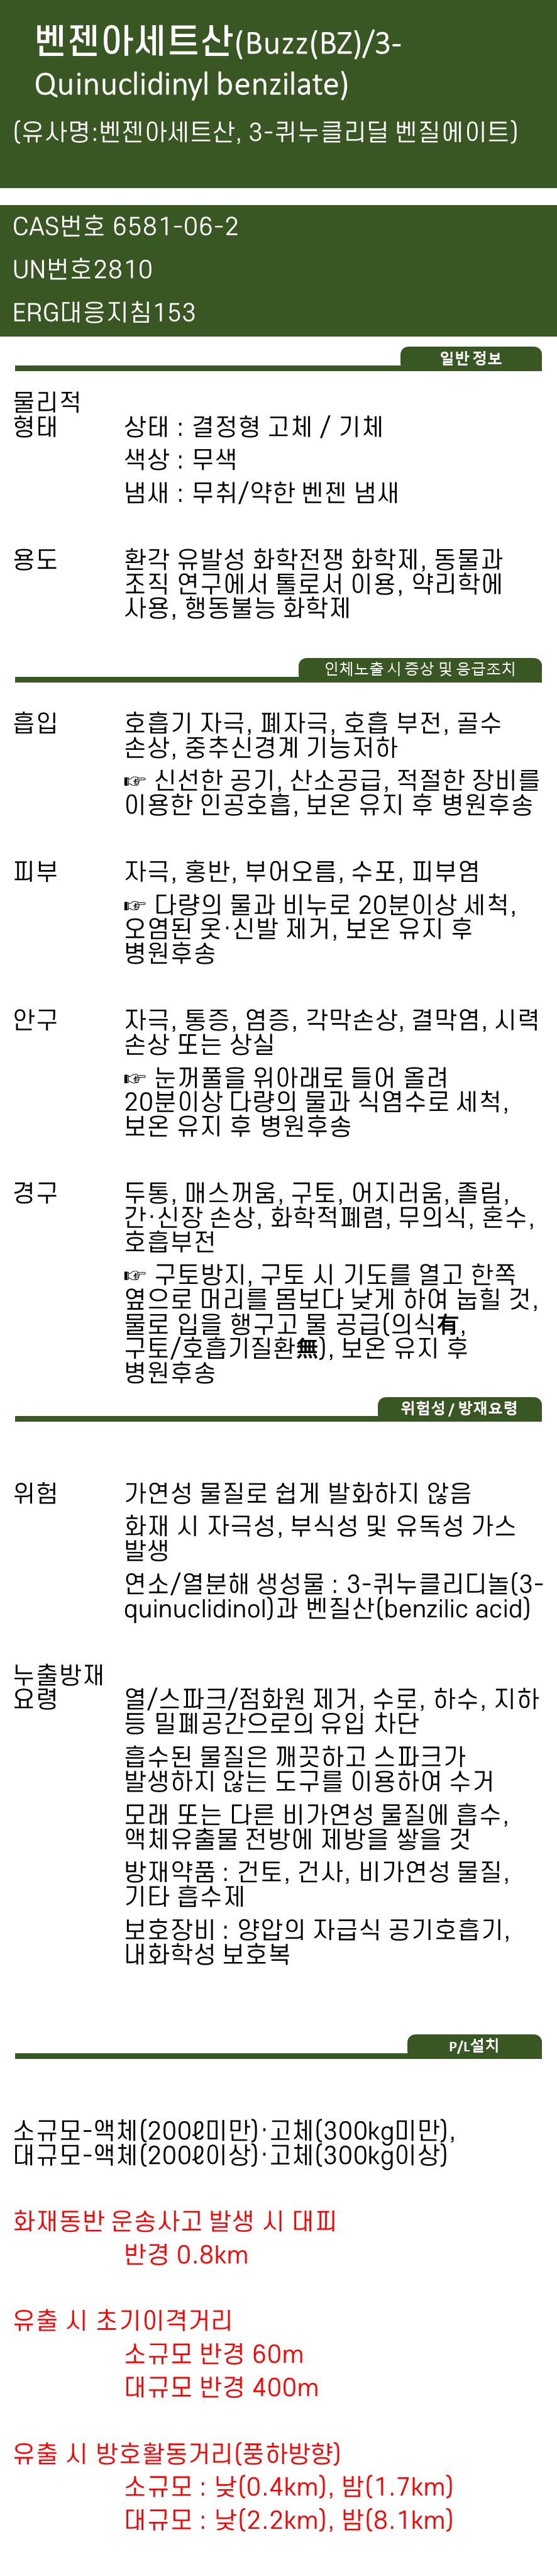 벤젠아세트산(Buzz(BZ)/3-
Quinuclidinyl benzilate)
(유사명:벤젠아세트산, 3-퀴누클리딜 벤질에이트)
CAS번호 6581-06-2
UN번호2810
ERG대응지침153
일반 정보
물리적
형태
상태 : 결정형 고체 / 기체
색상 : 무색
냄새 : 무취/약한 벤젠 냄새
용도
환각 유발성 화학전쟁 화학제, 동물과
조직 연구에서 툴로서 이용, 약리학에
사용, 행동불능 화학제
인체노출 시 증상 및 응급조치
흡입
호흡기 자극, 폐자극, 호흡 부전, 골수
손상, 중추신경계 기능저하
☞ 신선한 공기, 산소공급, 적절한 장비를
이용한 인공호흡, 보온 유지 후 병원후송
피부
자극, 홍반, 부어오름, 수포, 피부염
☞ 다량의 물과 비누로 20분이상 세척,
오염된 옷·신발 제거, 보온 유지 후
병원후송
안구
자극, 통증, 염증, 각막손상, 결막염, 시력
손상 또는 상실
☞ 눈꺼풀을 위아래로 들어 올려
20분이상 다량의 물과 식염수로 세척,
보온 유지 후 병원후송
경구
두통, 매스꺼움, 구토, 어지러움, 졸림,
간·신장 손상, 화학적폐렴, 무의식, 혼수,
호흡부전
☞ 구토방지, 구토 시 기도를 열고 한쪽
옆으로 머리를 몸보다 낮게 하여 눕힐 것,
물로 입을 행구고 물 공급(의식有,
구토/호흡기질환無), 보온 유지 후
병원후송
위험성 / 방재요령
위험
가연성 물질로 쉽게 발화하지 않음
화재 시 자극성, 부식성 및 유독성 가스
발생
연소/열분해 생성물 : 3-퀴누클리디놀(3-
quinuclidinol)과 벤질산(benzilic acid)
누출방재
요령
열/스파크/점화원 제거, 수로, 하수, 지하
등 밀폐공간으로의 유입 차단
흡수된 물질은 깨끗하고 스파크가
발생하지 않는 도구를 이용하여 수거
모래 또는 다른 비가연성 물질에 흡수,
액체유출물 전방에 제방을 쌓을 것
방재약품 : 건토, 건사, 비가연성 물질,
기타 흡수제
보호장비 : 양압의 자급식 공기호흡기,
내화학성 보호복
P/L설치
소규모-액체(200ℓ미만)·고체(300kg미만),
대규모-액체(200ℓ이상)·고체(300kg이상)
화재동반 운송사고 발생 시 대피
반경 0.8km
유출 시 초기이격거리
소규모 반경 60m
대규모 반경 400m
유출 시 방호활동거리(풍하방향)
소규모 : 낮(0.4km), 밤(1.7km)
대규모 : 낮(2.2km), 밤(8.1km)